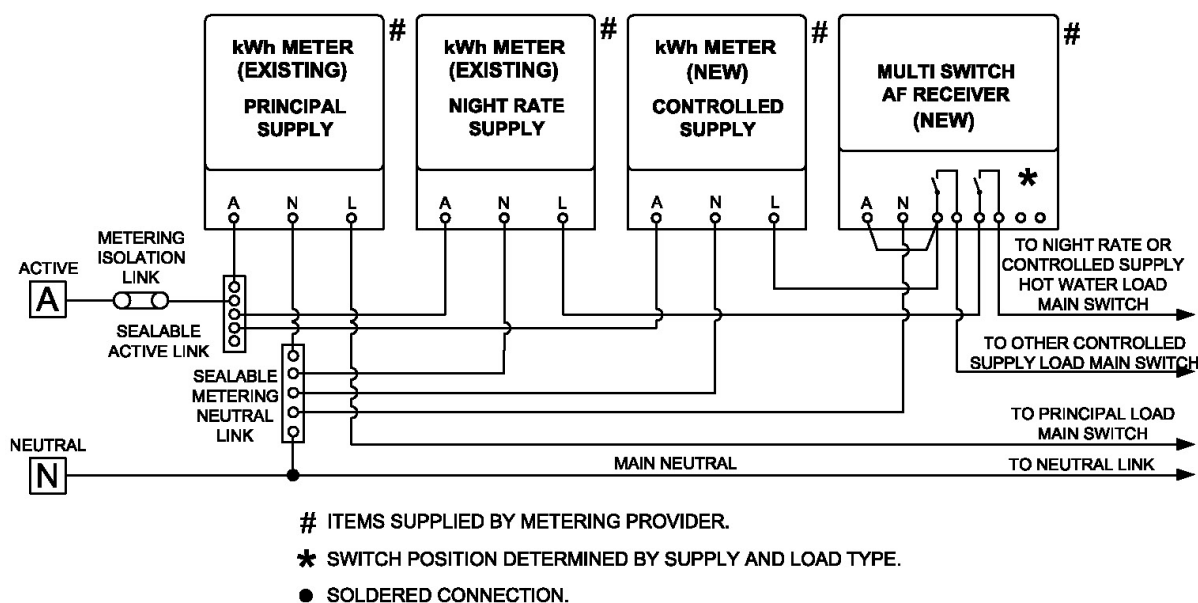 kWh METER
(EXISTING)
PRINCIPAL
SUPPLY
#
A N L
kWh METER
(EXISTING)
NIGHT RATE
SUPPLY
#
A N L
kWh METER
(NEW)
CONTROLLED
SUPPLY
#
A N L
MULTI SWITCH
AF RECEIVER
(NEW)
#
*
A N
METERING
ISOLATION
LINK
ACTIVE
A
SEALABLE
ACTIVE LINK
SEALABLE
METERING
NEUTRAL
LINK
NEUTRAL
N
TO NIGHT RATE OR
CONTROLLED SUPPLY
HOT WATER LOAD
MAIN SWITCH
TO OTHER CONTROLLED
SUPPLY LOAD MAIN SWITCH
TO PRINCIPAL LOAD
MAIN SWITCH
MAIN NEUTRAL
TO NEUTRAL LINK
# ITEMS SUPPLIED BY METERING PROVIDER.
* SWITCH POSITION DETERMINED BY SUPPLY AND LOAD TYPE.
● SOLDERED CONNECTION.